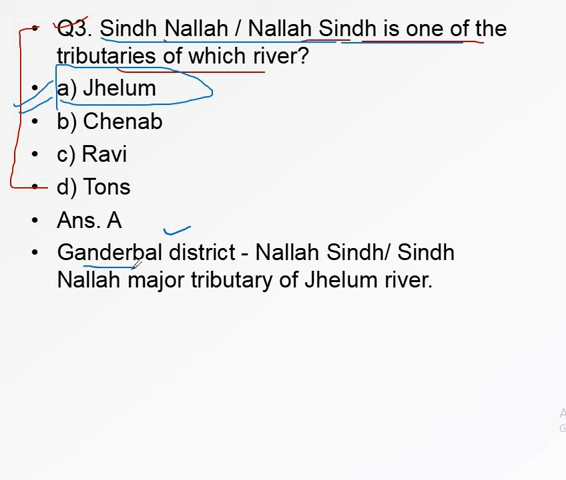 • Q3. Sindh Nallah / Nallah Sindh is one of the
tributaries of which river?
• a) Jhelum
• b) Chenab
• c) Ravi
• d) Tons
• Ans. A
• Ganderbal district - Nallah Sindh/ Sindh
Nallah major tributary of Jhelum river.